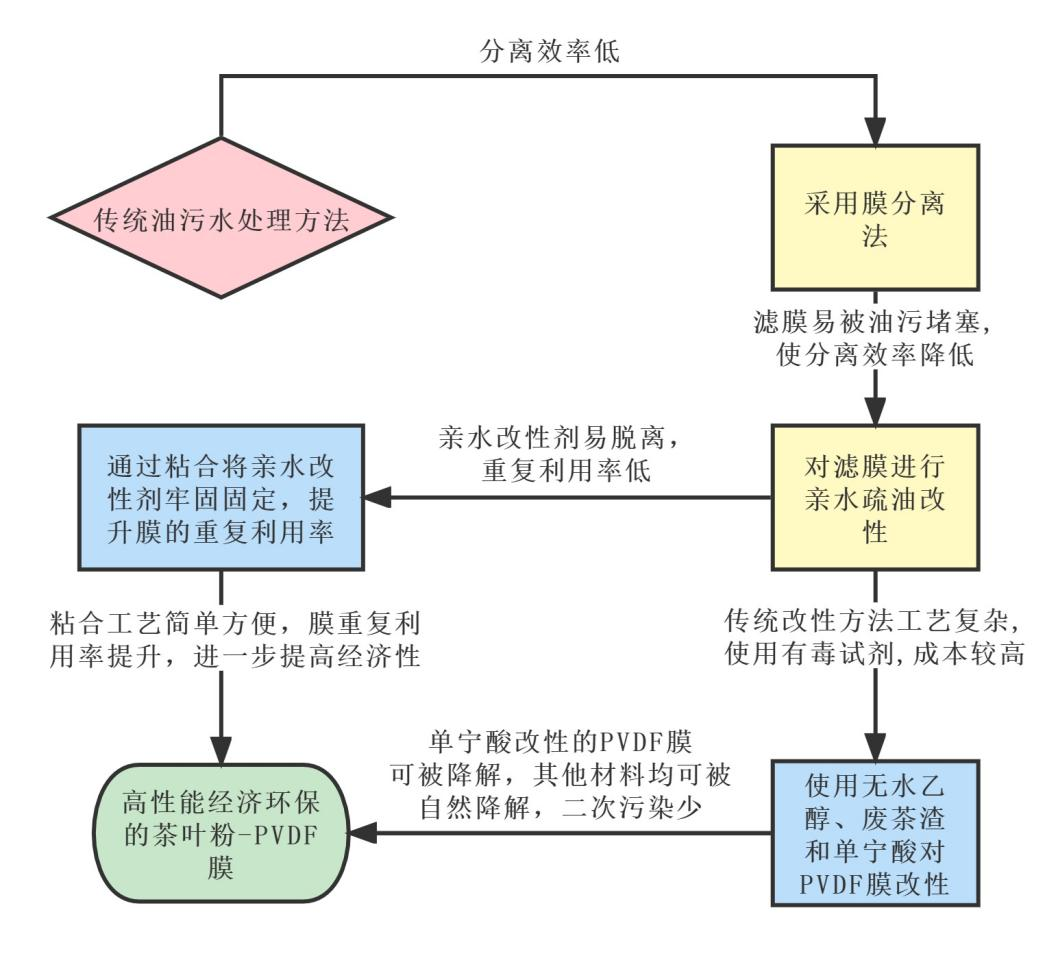 分离效率低
传统油污水处理方法
采用膜分离
法
滤膜易被油污堵塞,
使分离效率降低
亲水改性剂易脱离，
重复利用率低
通过粘合将亲水改
性剂牢固固定，提
升膜的重复利用率
对滤膜进行
亲水疏油改
性
粘合工艺简单方便，膜重复利
用率提升，进一步提高经济性
传统改性方法工艺复杂,
使用有毒试剂,成本较高
单宁酸改性的PVDF膜
可被降解，其他材料均可被
自然降解，二次污染少
高性能经济环保
的茶叶粉-PVDF
膜
使用无水乙
醇、废茶渣
和单宁酸对
PVDF膜改性